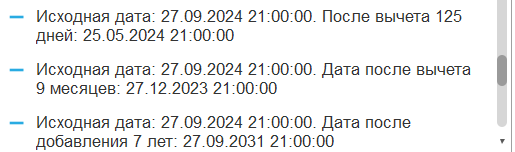 Исходная дата: 27.09.2024 21:00:00. После вычета 125
дней: 25.05.2024 21:00:00
Исходная дата: 27.09.2024 21:00:00. Дата после вычета
9 месяцев: 27.12.2023 21:00:00
Исходная дата: 27.09.2024 21:00:00. Дата после
добавления 7 лет: 27.09.2031 21:00:00